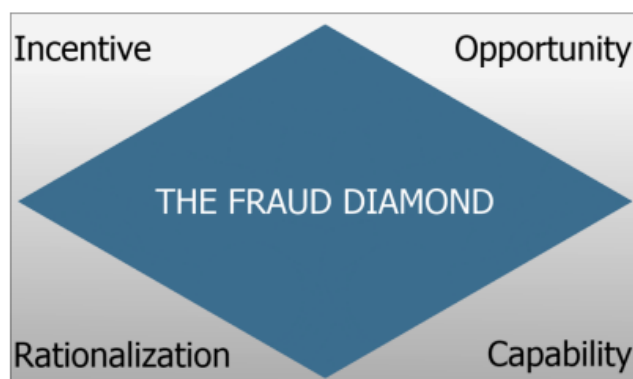 Incentive
Opportunity
THE FRAUD DIAMOND
Rationalization
Capability